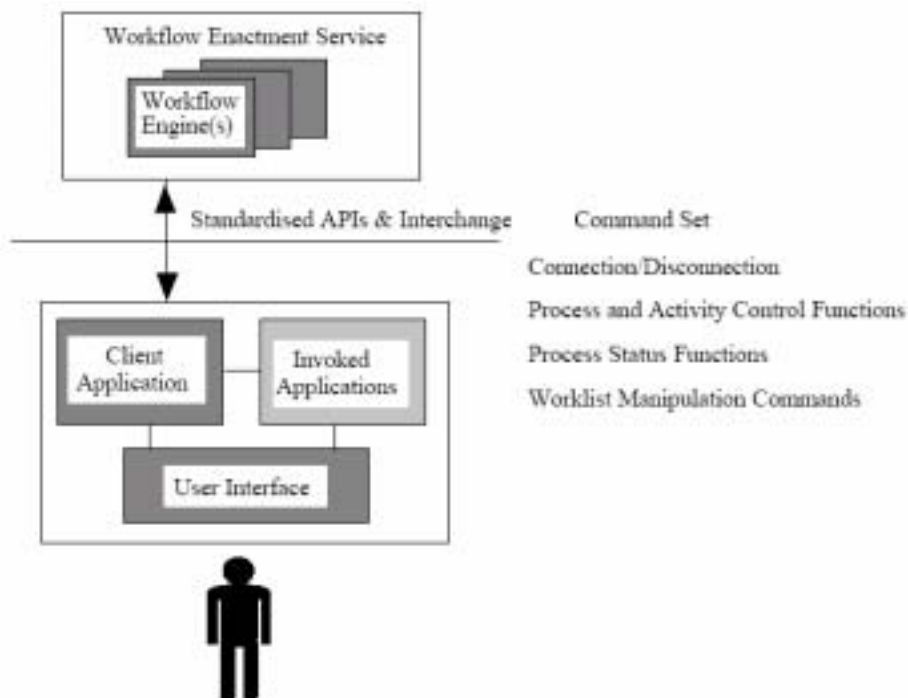 Workflow Enactment Service
Workflow
Engine(s)
Standardised APIs & Interchange
Command Set
Connection/Disconnection
Process and Activity Control Functions
Process Status Functions
Worklist Manipulation Commands
Client
Application
Invoked
Applications
User Interface